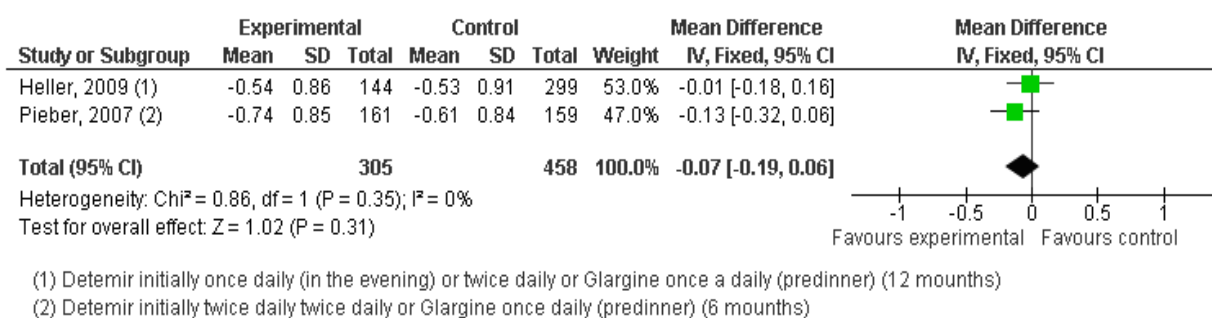 Experimental Control Mean Difference Mean Difference
Study or Subgroup Mean SD Total Mean SD Total Weight IV, Fixed, 95% CI IV, Fixed, 95% CI
Heller, 2009 (1) -0.54 0.86 144 -0.53 0.91 299 53.0% -0.01 [-0.18, 0.16]
Pieber, 2007 (2) -0.74 0.85 161 -0.61 0.84 159 47.0% -0.13 [-0.32, 0.06]
Total (95% CI) 305 458 100.0% -0.07 [-0.19, 0.06]
Heterogeneity: Chi² = 0.86, df = 1 (P = 0.35); I² = 0%
Test for overall effect: Z = 1.02 (P = 0.31)
-1 -0.5 0 0.5 1
Favours experimental Favours control
(1) Detemir initially once daily (in the evening) or twice daily or Glargine once a daily (predinner) (12 mounths)
(2) Detemir initially twice daily twice daily or Glargine once daily (predinner) (6 mounths)